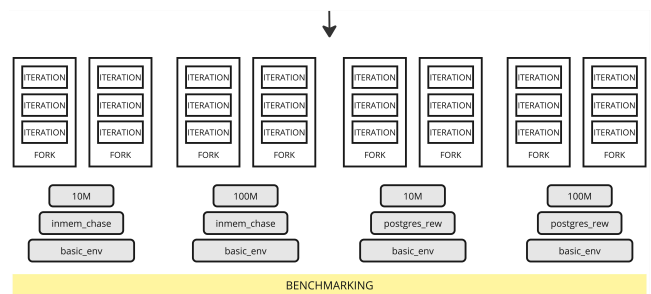 ITERATION ITERATION ITERATION ITERATION ITERATION ITERATION ITERATION ITERATION
ITERATION ITERATION ITERATION ITERATION ITERATION ITERATION ITERATION ITERATION
ITERATION ITERATION ITERATION ITERATION ITERATION ITERATION ITERATION ITERATION
FORK FORK FORK FORK FORK FORK FORK FORK
10M 100M 10M 100M
inmem_chase inmem_chase postgres_rew postgres_rew
basic_env basic_env basic_env basic_env
BENCHMARKING